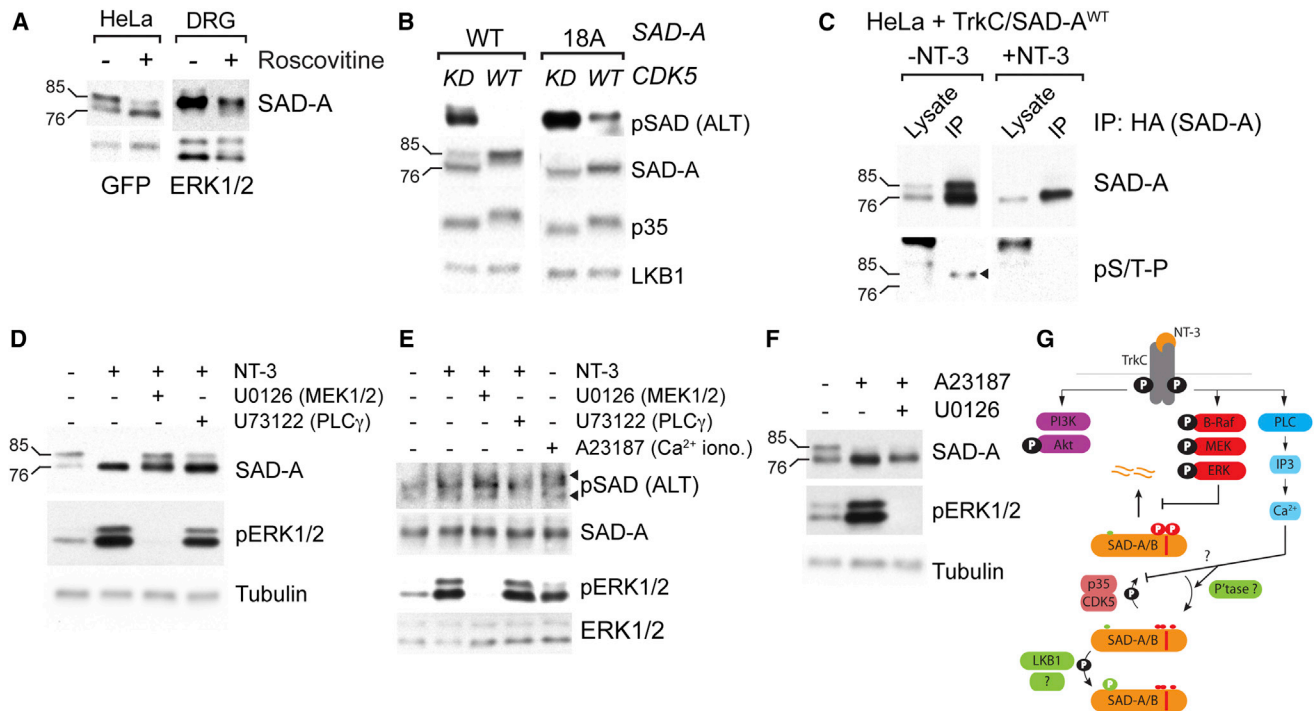 A
HeLa DRG
- + - + Roscovitine
85
76
SAD-A
GFP ERK1/2
B
WT 18A SAD-A
KD WT KD WT CDK5
pSAD (ALT)
85
76
SAD-A
p35
LKB1
C
HeLa + TrkC/SAD-A^WT
-NT-3 +NT-3
Lysate IP Lysate IP IP: HA (SAD-A)
85
76
SAD-A
85
76
pS/T-P
D
- + + + NT-3
- - + - U0126 (MEK1/2)
- - - + U73122 (PLCγ)
85
76
SAD-A
pERK1/2
Tubulin
E
- + + + - NT-3
- - + - - U0126 (MEK1/2)
- - - + - U73122 (PLCγ)
- - - - + A23187 (Ca2+ iono.)
pSAD (ALT)
SAD-A
pERK1/2
ERK1/2
F
- + + A23187
- - + U0126
85
76
SAD-A
pERK1/2
Tubulin
G
NT-3
TrkC
P P
PI3K
P Akt
P B-Raf
P MEK
P ERK
PLC
IP3
Ca2+
P P
SAD-A/B
?
p35
CDK5
P
P'tase ?
SAD-A/B
LKB1
?
P
P
SAD-A/B